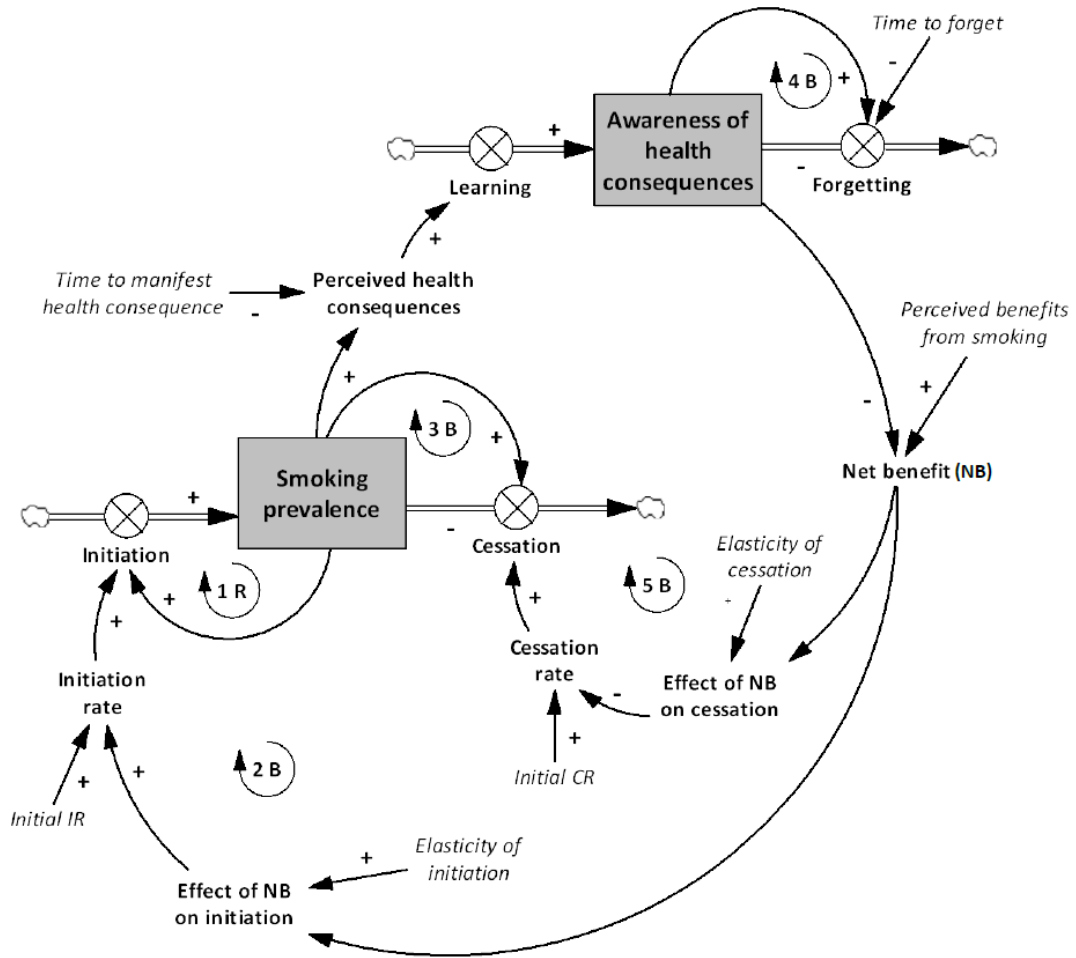 Time to forget
-
4 B
+
Awareness of
health
consequences
+
-
Learning
Forgetting
+
Time to manifest
health consequence
-
Perceived health
consequences
Perceived benefits
from smoking
+
+
-
3 B
+
Smoking
prevalence
Net benefit (NB)
+
-
Initiation
Cessation
Elasticity of
cessation
1 R
+
5 B
+
+
-
Initiation
rate
Cessation
rate
Effect of NB
on cessation
-
+
+
2 B
+
Initial CR
Initial IR
Elasticity of
initiation
+
Effect of NB
on initiation